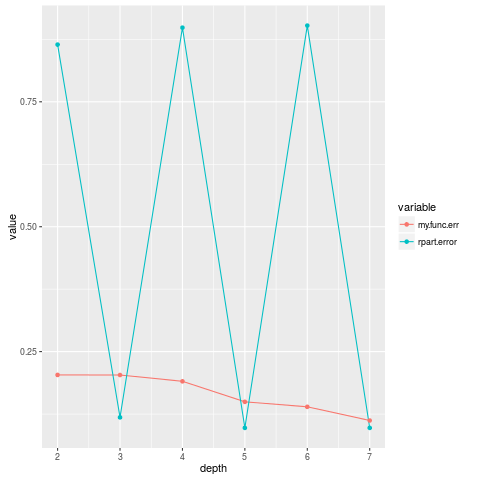 value
0.75
0.50
0.25
2 3 4 5 6 7
depth
variable
my.func.err
rpart.error